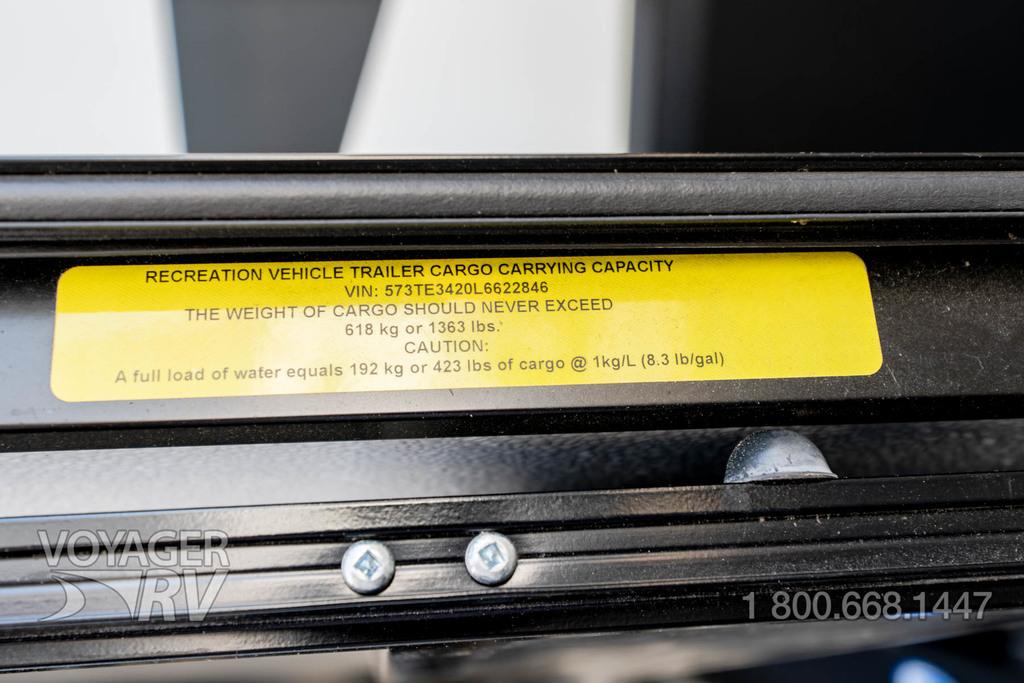 RECREATION VEHICLE TRAILER CARGO CARRYING CAPACITY
VIN: 573TE3420L6622846
THE WEIGHT OF CARGO SHOULD NEVER EXCEED
618 kg or 1363 lbs.
CAUTION:
A full load of water equals 192 kg or 423 lbs of cargo @ 1kg/L (8.3 lb/gal)
VOYAGER
RV
1 800.668.1447